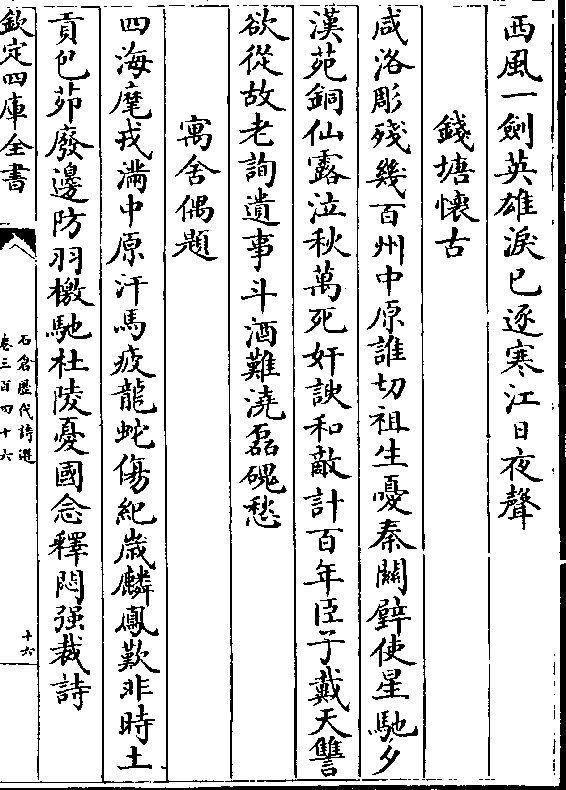 西風一劍英雄淚已逐寒江日夜聲
錢塘懷古
咸洛彫殘幾百州中原誰切祖生憂秦關璧使星馳夕
漢苑銅仙露泣秋萬死奸諛和敵計百年臣子戴天讐
欲從故老詢遺事斗酒難澆磊磈愁
寓舍偶題
四海麾戎滿中原汗馬疲龍蛇傷紀歲麟鳳歎非時土
貢包茆廢邊防羽檄馳杜陵憂國念釋悶强裁詩
欽定四庫全書
石倉歷代詩選
卷三百四十六
十六